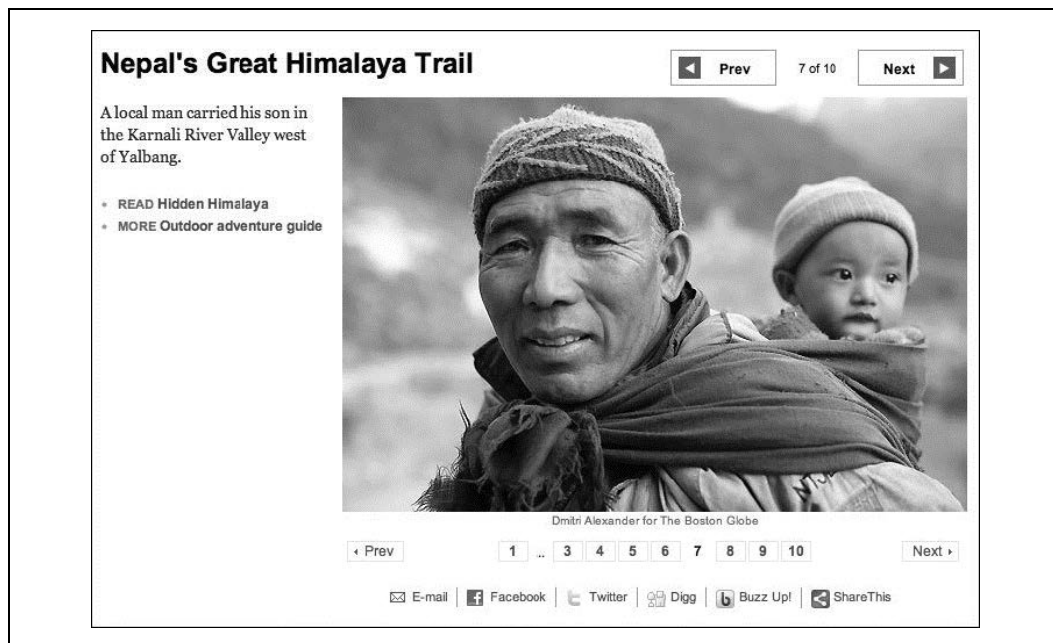 Nepal's Great Himalaya Trail
Prev 7 of 10 Next
A local man carried his son in
the Karnali River Valley west
of Yalbang.
READ Hidden Himalaya
MORE Outdoor adventure guide
Dmitri Alexander for The Boston Globe
Prev 1 .. 3 4 5 6 7 8 9 10 Next
E-mail Facebook Twitter Digg Buzz Up! ShareThis